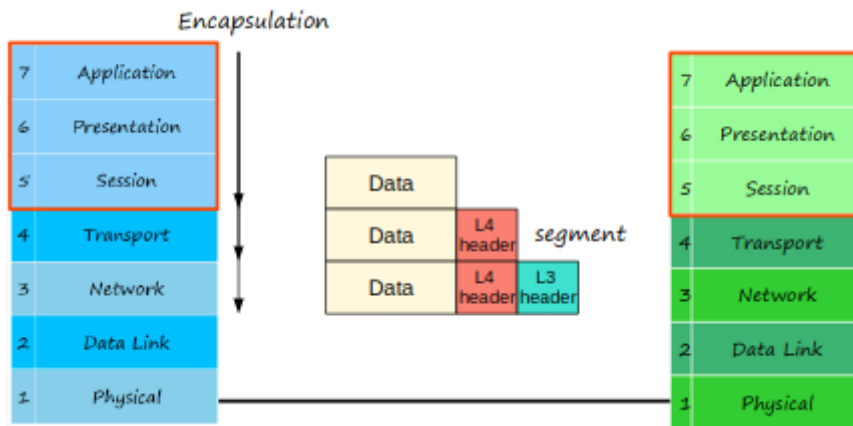 Encapsulation
7 Application
6 Presentation
5 Session
4 Transport
3 Network
2 Data Link
1 Physical
Data
Data
L4
header
segment
Data
L4
header
L3
header
7 Application
6 Presentation
5 Session
4 Transport
3 Network
2 Data Link
1 Physical